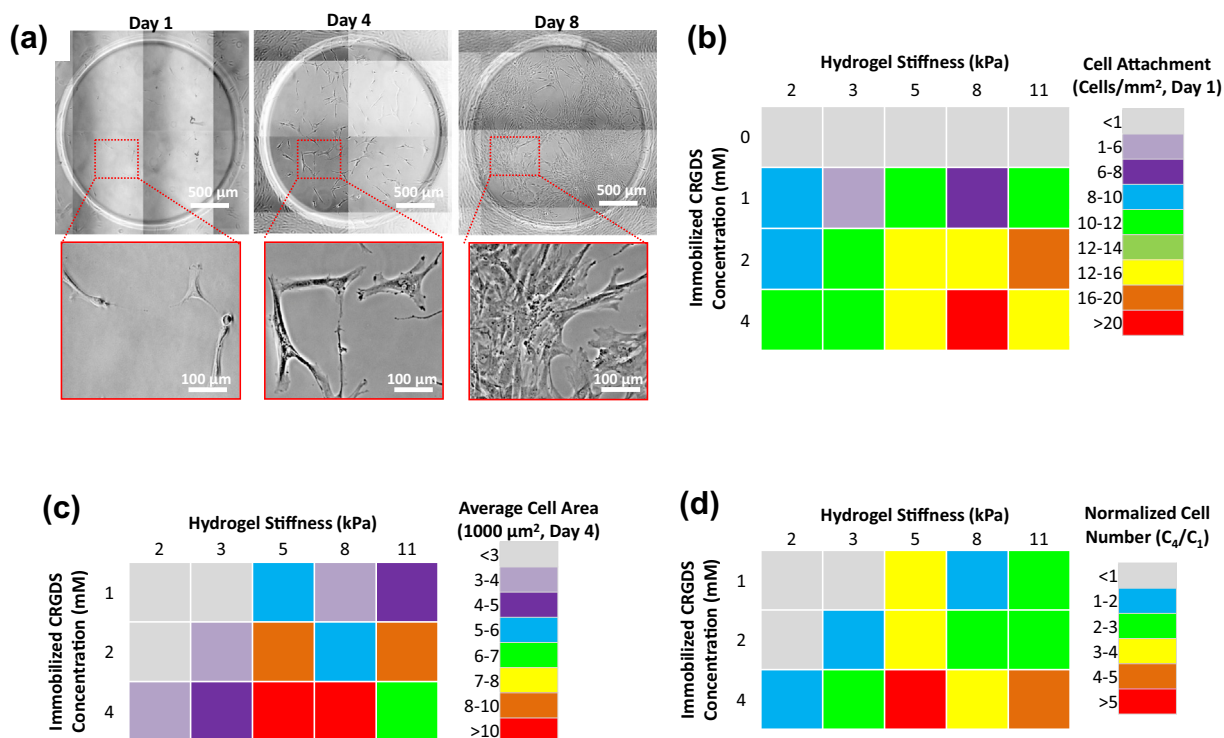 (a)
Day 1
Day 4
Day 8
500 µm
500 µm
500 µm
100 µm
100 µm
100 µm
(b)
Hydrogel Stiffness (kPa)
2 3 5 8 11
Immobilized CRGDS
Concentration (mM)
0
1
2
4
Cell Attachment
(Cells/mm², Day 1)
<1
1-6
6-8
8-10
10-12
12-14
12-16
16-20
>20
(c)
Hydrogel Stiffness (kPa)
2 3 5 8 11
Immobilized CRGDS
Concentration (mM)
1
2
4
Average Cell Area
(1000 µm², Day 4)
<3
3-4
4-5
5-6
6-7
7-8
8-10
>10
(d)
Hydrogel Stiffness (kPa)
2 3 5 8 11
Immobilized CRGDS
Concentration (mM)
1
2
4
Normalized Cell
Number (C₄/C₁)
<1
1-2
2-3
3-4
4-5
>5